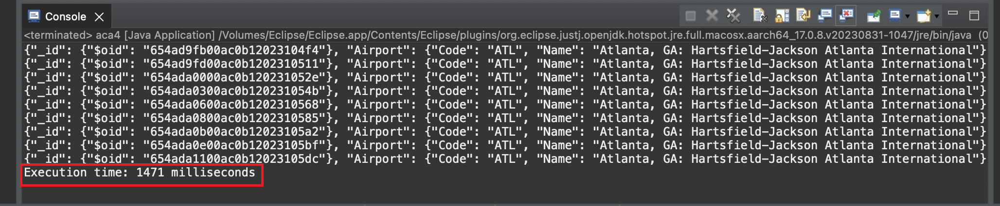 Console
<terminated> aca4 [Java Application] /Volumes/Eclipse/Eclipse.app/Contents/Eclipse/plugins/org.eclipse.justj.openjdk.hotspot.jre.full.macosx.aarch64_17.0.8.v20230831-1047/jre/bin/java (0
{"_id": {"$oid": "654ad9fb00ac0b12023104f4"}, "Airport": {"Code": "ATL", "Name": "Atlanta, GA: Hartsfield-Jackson Atlanta International"}
{"_id": {"$oid": "654ad9fd00ac0b1202310511"}, "Airport": {"Code": "ATL", "Name": "Atlanta, GA: Hartsfield-Jackson Atlanta International"}
{"_id": {"$oid": "654ada0000ac0b120231052e"}, "Airport": {"Code": "ATL", "Name": "Atlanta, GA: Hartsfield-Jackson Atlanta International"}
{"_id": {"$oid": "654ada0300ac0b120231054b"}, "Airport": {"Code": "ATL", "Name": "Atlanta, GA: Hartsfield-Jackson Atlanta International"}
{"_id": {"$oid": "654ada0600ac0b1202310568"}, "Airport": {"Code": "ATL", "Name": "Atlanta, GA: Hartsfield-Jackson Atlanta International"}
{"_id": {"$oid": "654ada0800ac0b1202310585"}, "Airport": {"Code": "ATL", "Name": "Atlanta, GA: Hartsfield-Jackson Atlanta International"}
{"_id": {"$oid": "654ada0b00ac0b12023105a2"}, "Airport": {"Code": "ATL", "Name": "Atlanta, GA: Hartsfield-Jackson Atlanta International"}
{"_id": {"$oid": "654ada0e00ac0b12023105bf"}, "Airport": {"Code": "ATL", "Name": "Atlanta, GA: Hartsfield-Jackson Atlanta International"}
{"_id": {"$oid": "654ada1100ac0b12023105dc"}, "Airport": {"Code": "ATL", "Name": "Atlanta, GA: Hartsfield-Jackson Atlanta International"}
Execution time: 1471 milliseconds